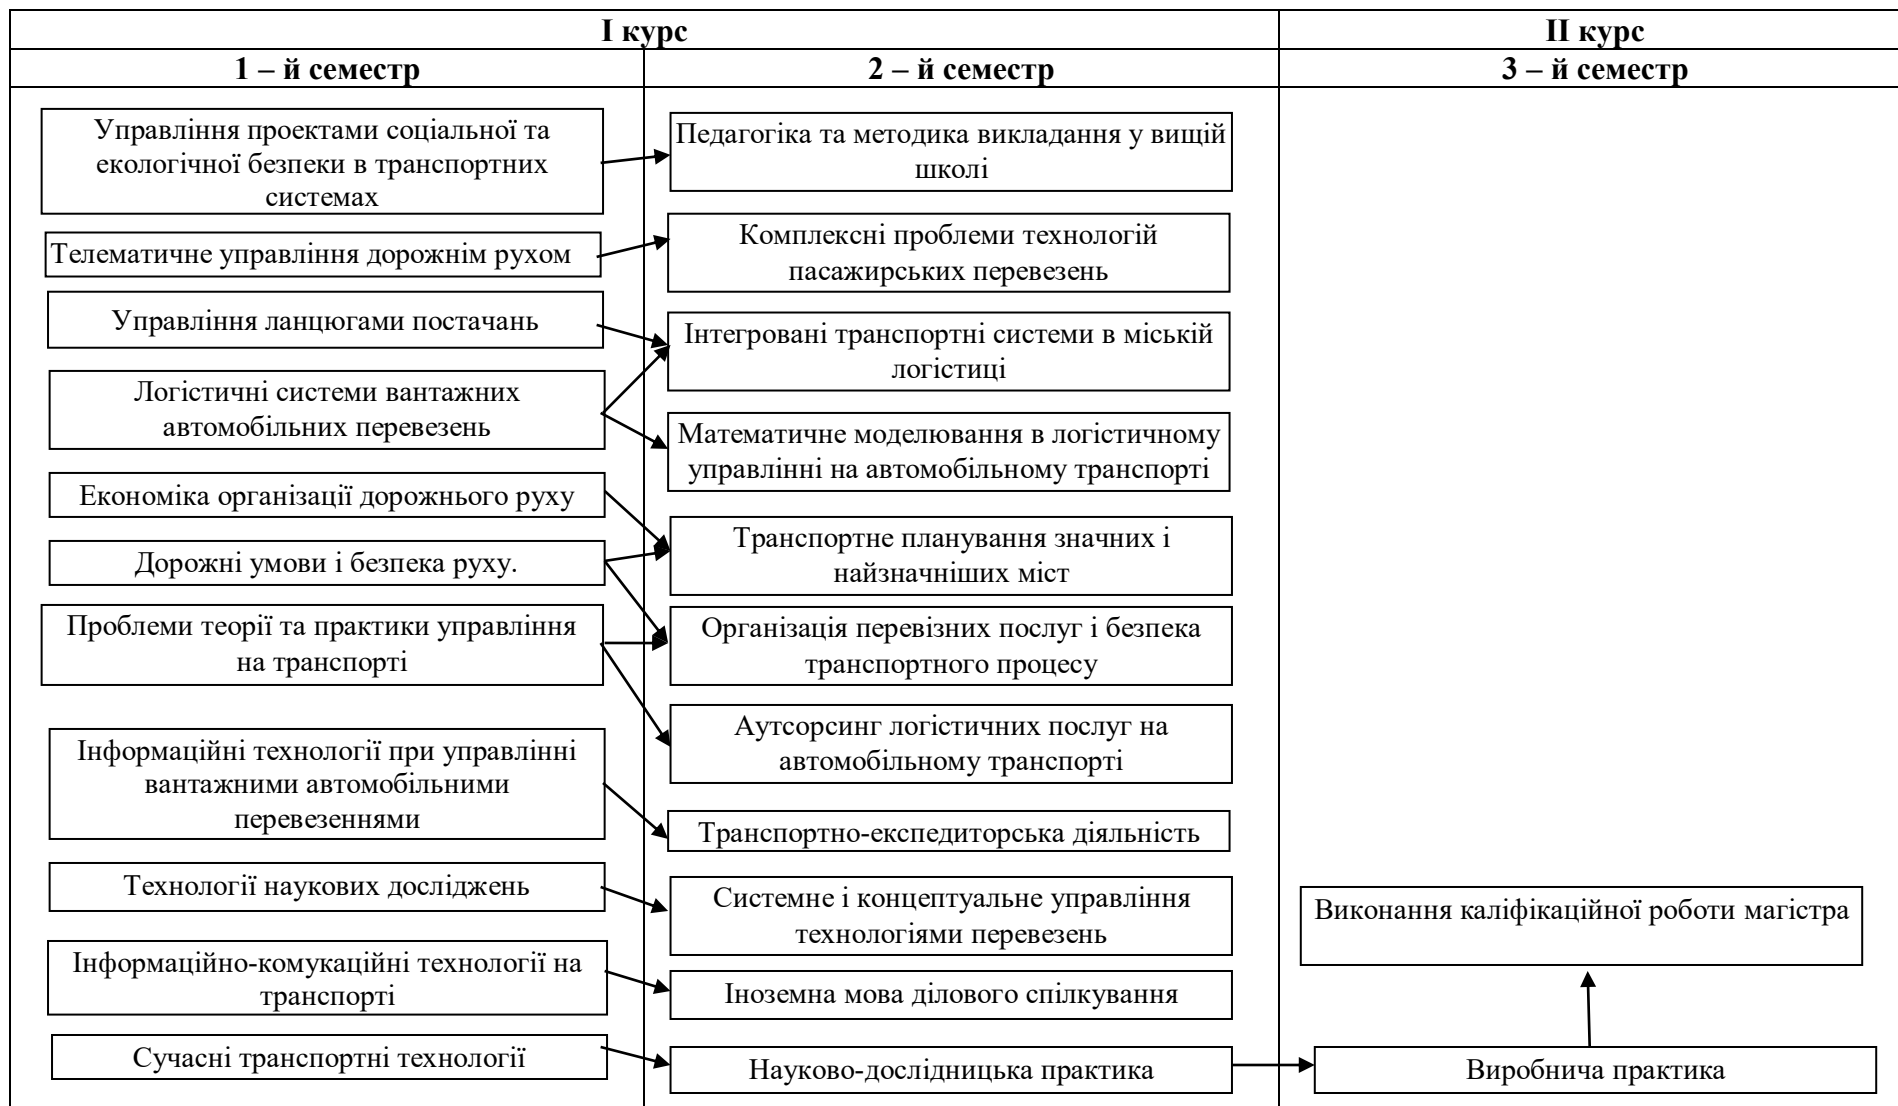 I курс
II курс
1 – й семестр
2 – й семестр
3 – й семестр
Управління проектами соціальної та
екологічної безпеки в транспортних
системах
Телематичне управління дорожнім рухом
Управління ланцюгами постачань
Логістичні системи вантажних
автомобільних перевезень
Економіка організації дорожнього руху
Дорожні умови і безпека руху.
Проблеми теорії та практики управління
на транспорті
Інформаційні технології при управлінні
вантажними автомобільними
перевезеннями
Технології наукових досліджень
Інформаційно-комукаційні технології на
транспорті
Сучасні транспортні технології
Педагогіка та методика викладання у вищій
школі
Комплексні проблеми технологій
пасажирських перевезень
Інтегровані транспортні системи в міській
логістиці
Математичне моделювання в логістичному
управлінні на автомобільному транспорті
Транспортне планування значних і
найзначніших міст
Організація перевізних послуг і безпека
транспортного процесу
Аутсорсинг логістичних послуг на
автомобільному транспорті
Транспортно-експедиторська діяльність
Системне і концептуальне управління
технологіями перевезень
Іноземна мова ділового спілкування
Науково-дослідницька практика
Виконання каліфікаційної роботи магістра
Виробнича практика